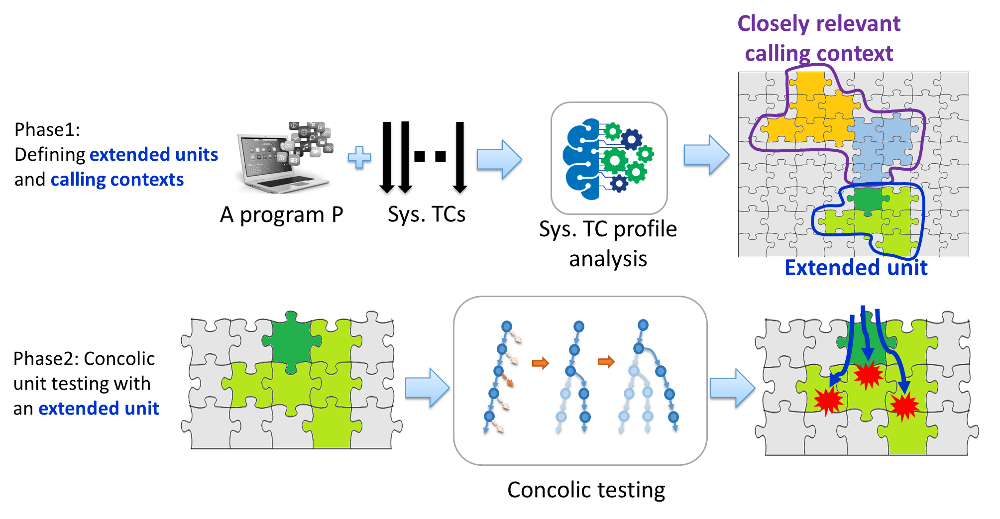 Closely relevant
calling context
Phase1:
Defining extended units
and calling contexts
A program P
Sys. TCs
Sys. TC profile
analysis
Extended unit
Phase2: Concolic
unit testing with
an extended unit
Concolic testing